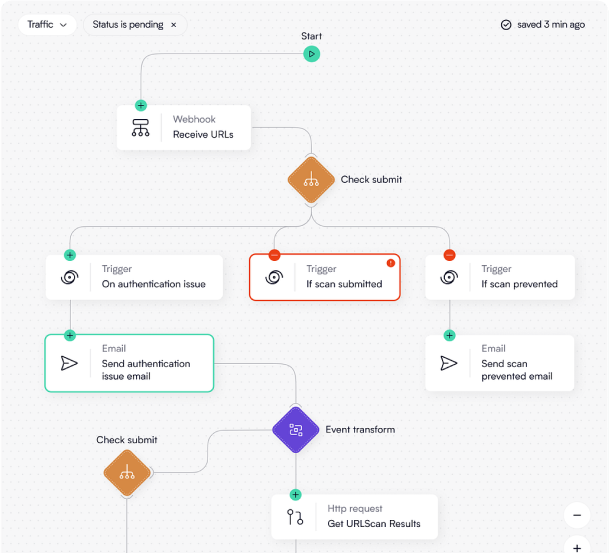 Traffic
Status is pending ×
saved 3 min ago
Start
Webhook
Receive URLs
Check submit
Trigger
On authentication issue
Trigger
If scan submitted
Trigger
If scan prevented
Email
Send authentication
issue email
Email
Send scan
prevented email
Event transform
Check submit
Http request
Get URLScan Results